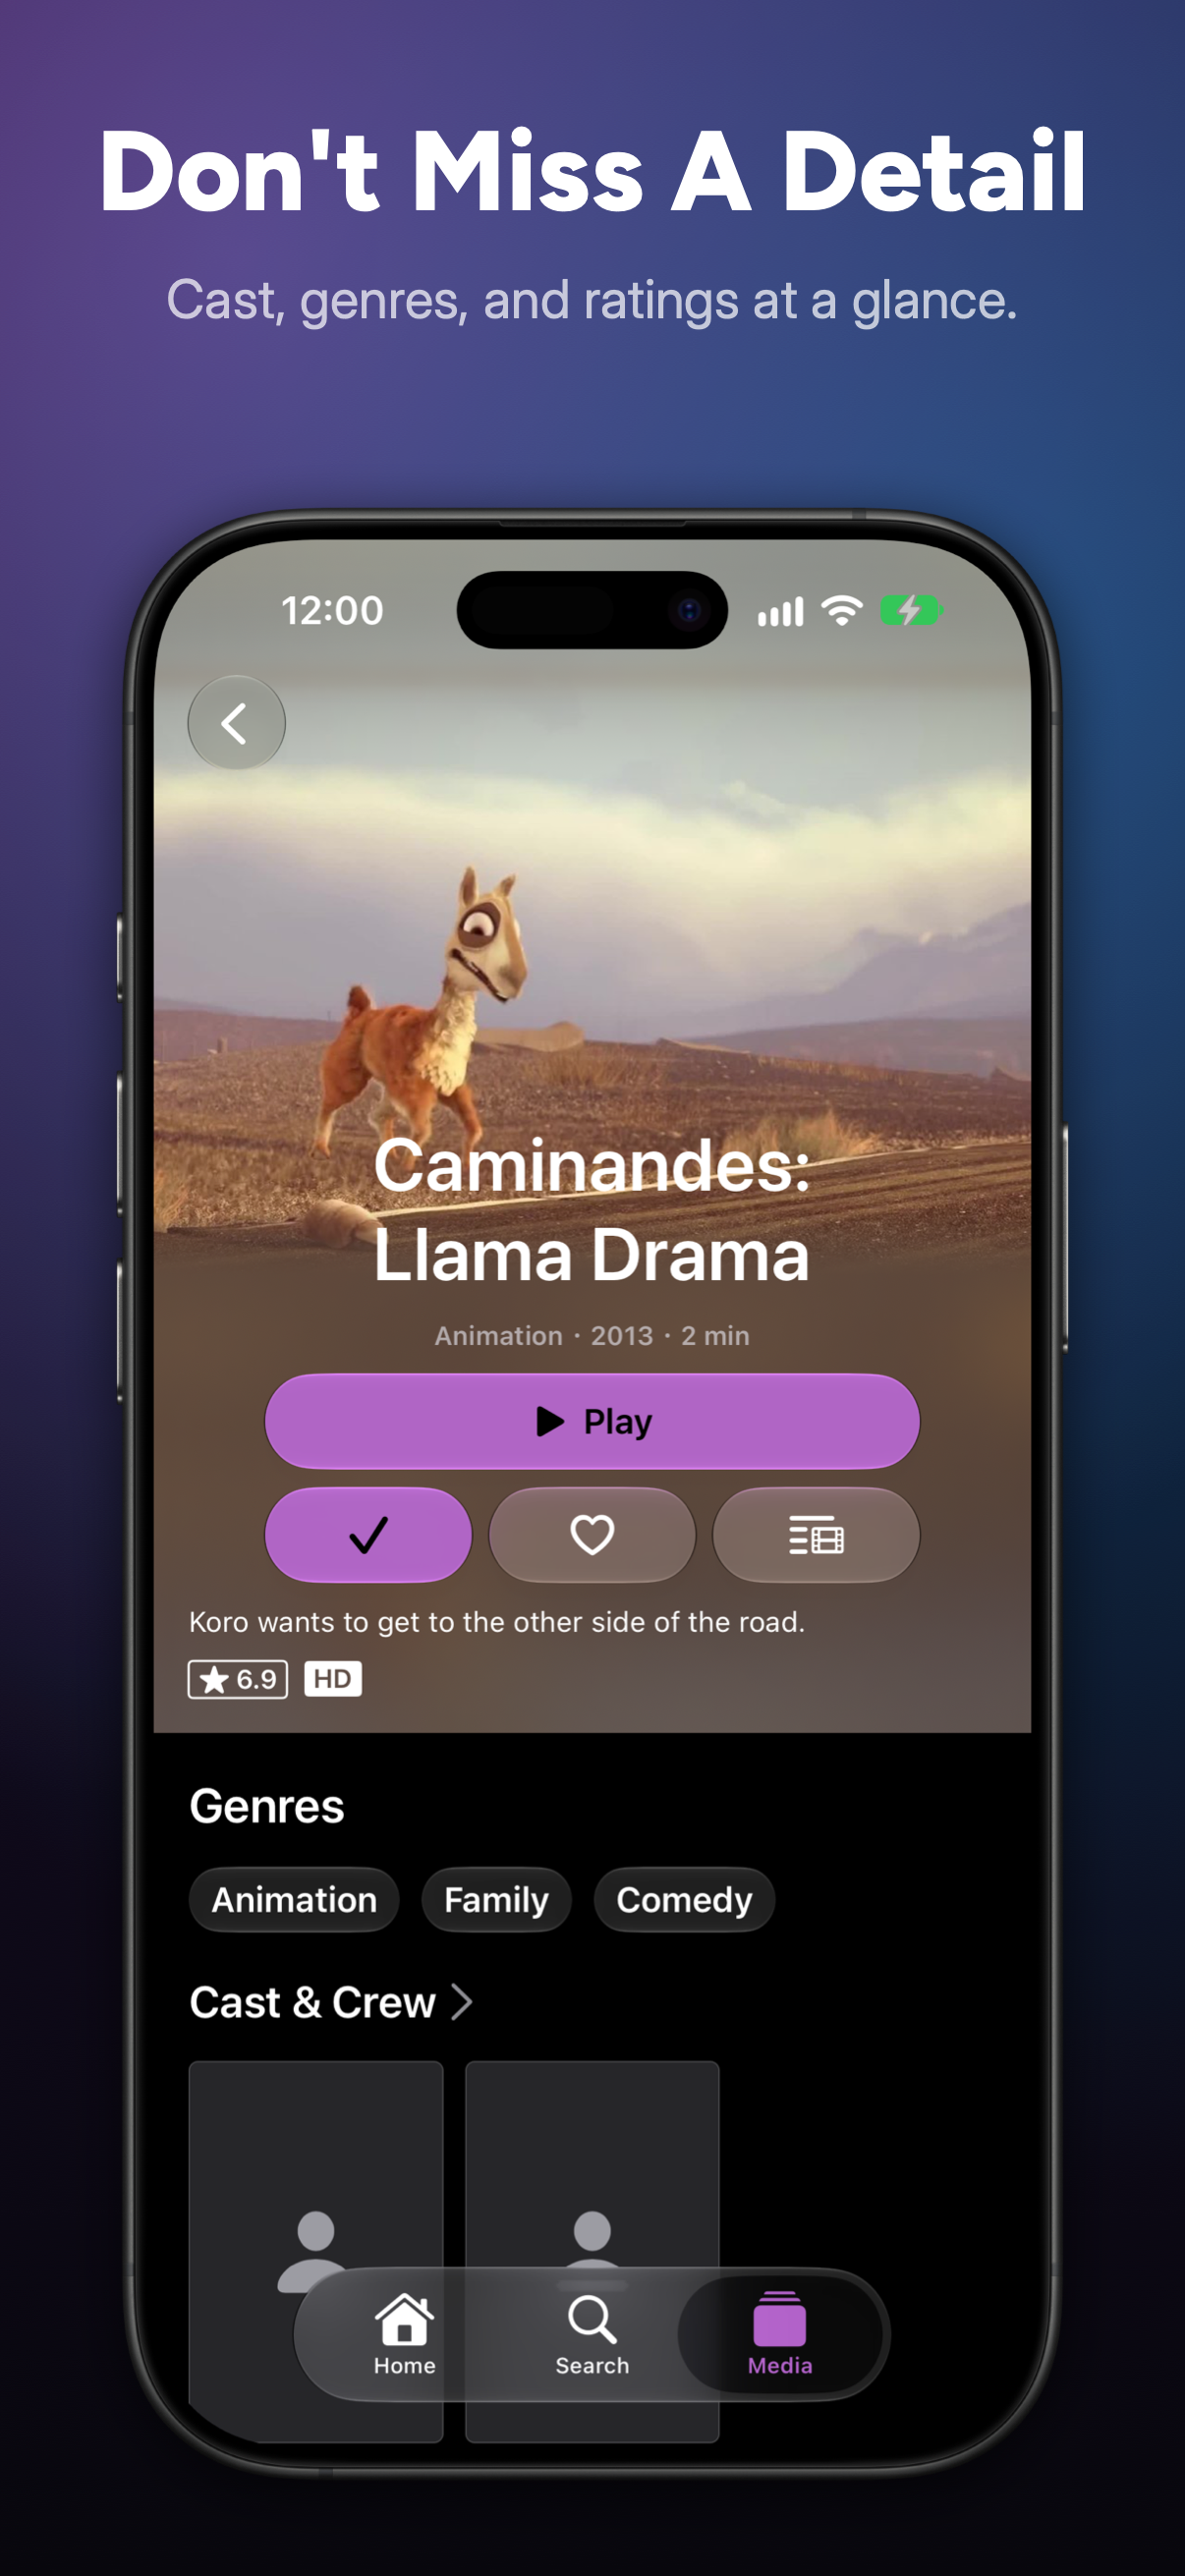 Don't Miss A Detail
Cast, genres, and ratings at a glance.
12:00
Caminandes:
Llama Drama
Animation · 2013 · 2 min
Play
Koro wants to get to the other side of the road.
6.9 HD
Genres
Animation Family Comedy
Cast & Crew
Home Search Media